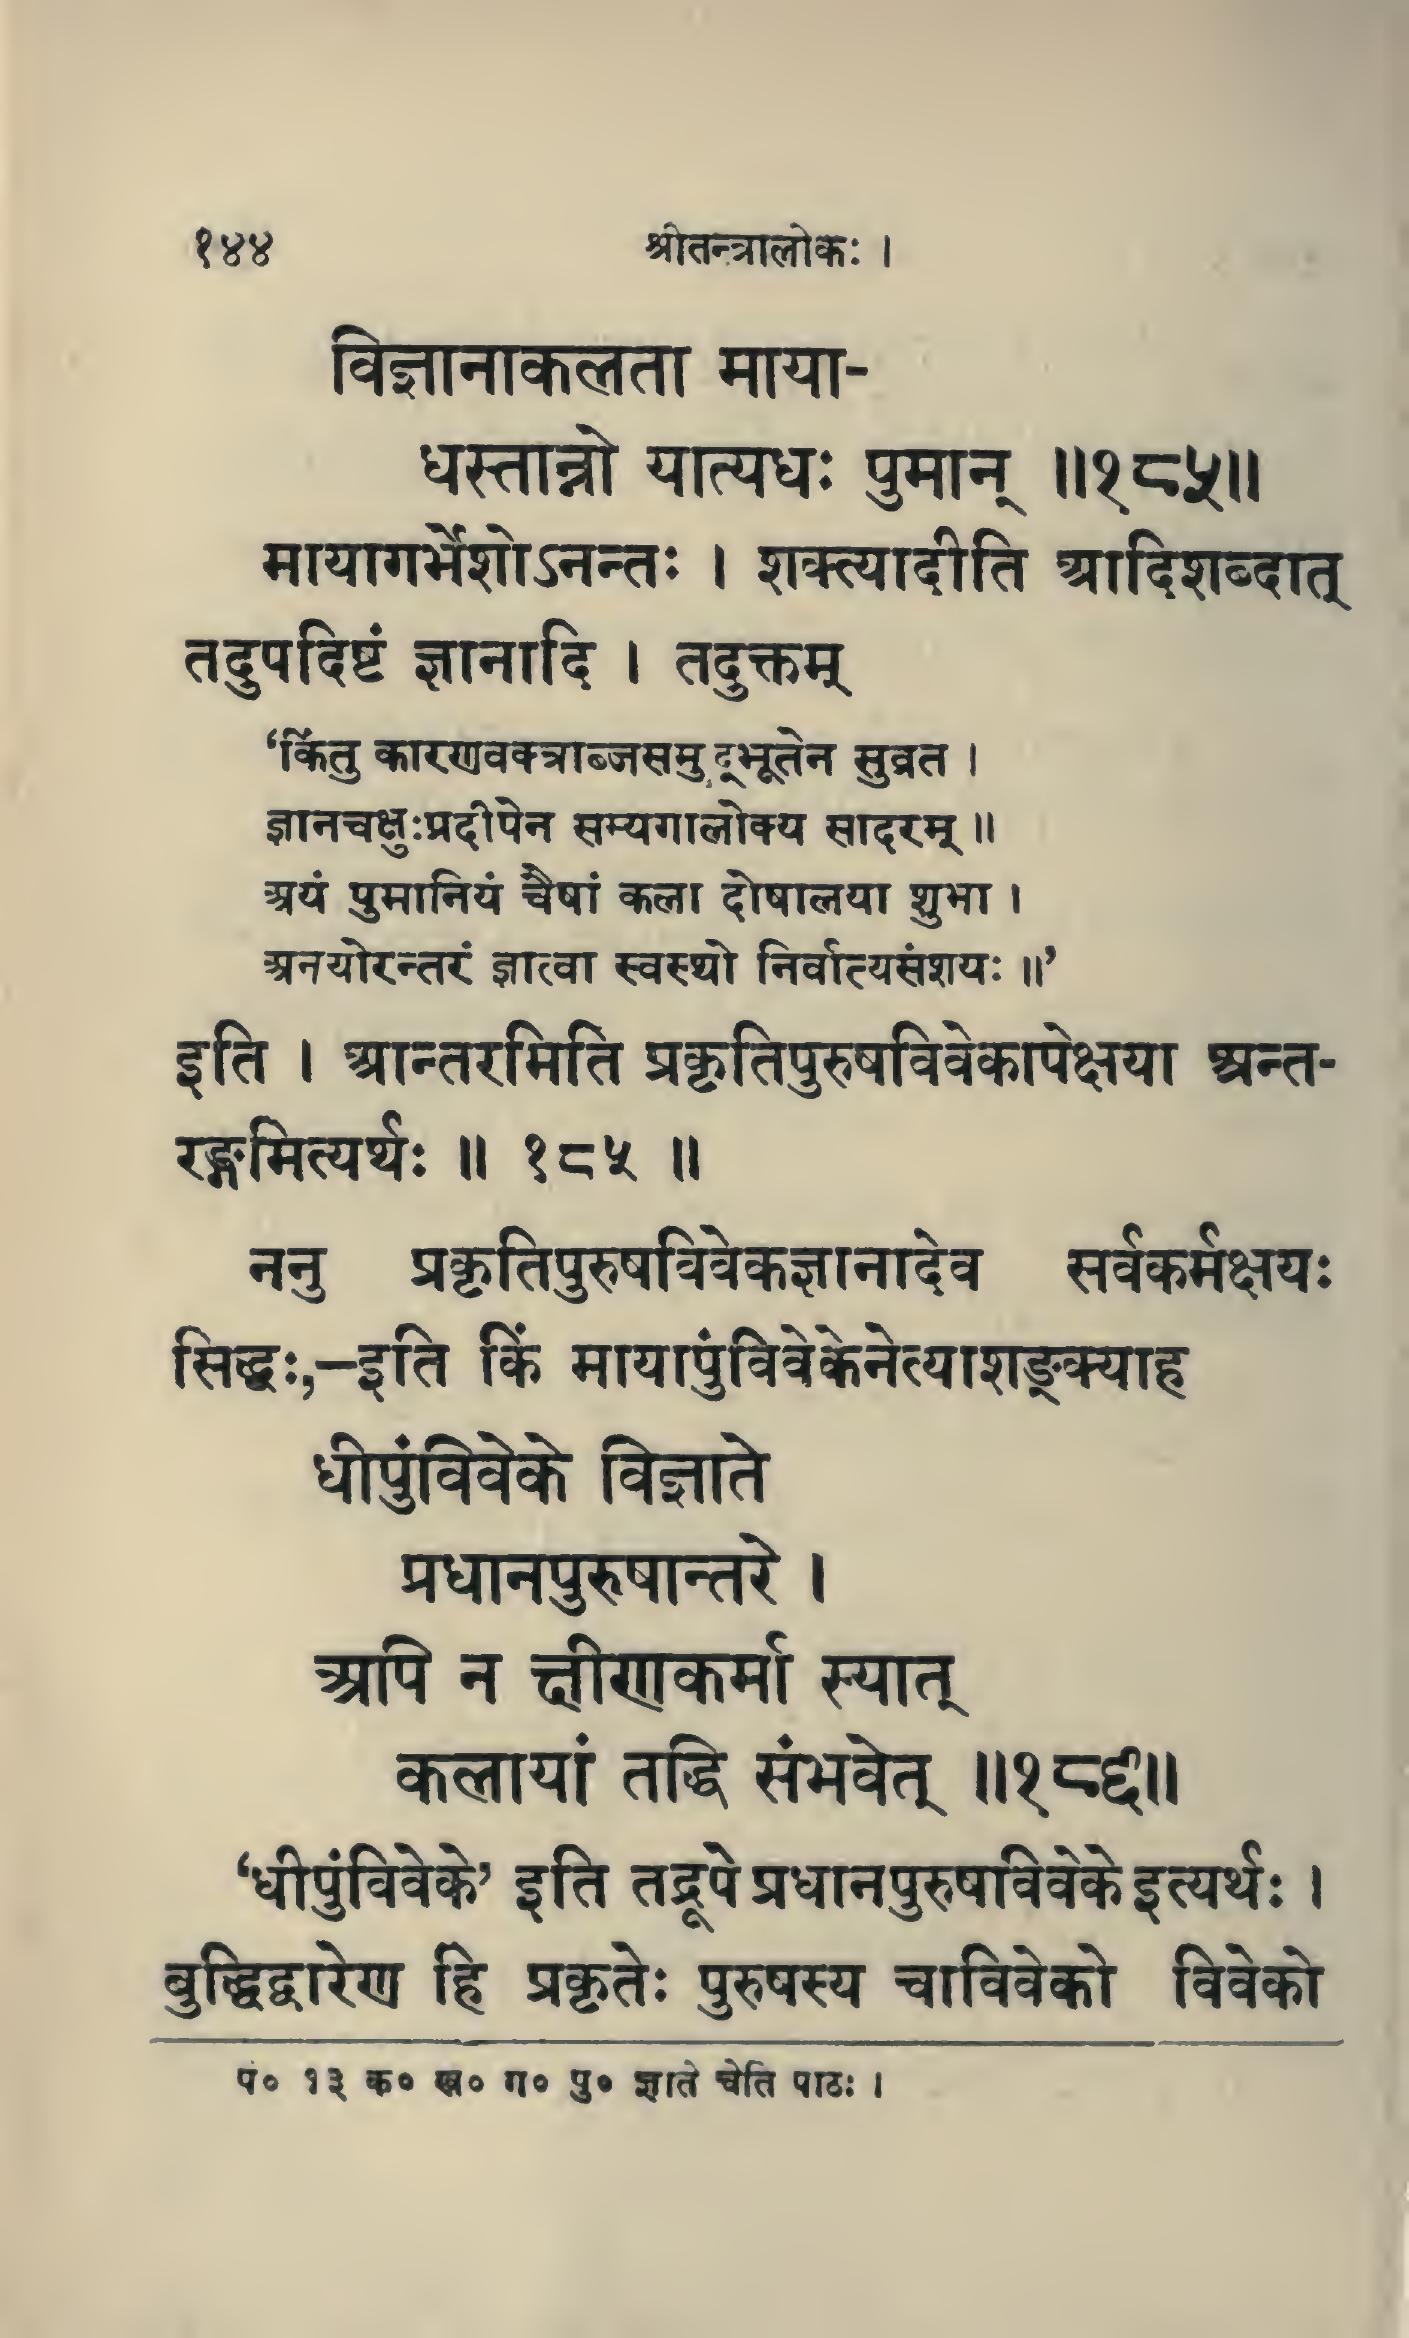 १४४ श्रीतन्त्रालोकः ।
विज्ञानाकलता माया-
धस्तान्नो यात्यधः पुमान् ॥१८५॥
मायागर्भेशोऽनन्तः । शक्त्यादीति आदिशब्दात्
तदुपदिष्टं ज्ञानादि । तदुक्तम्
‘किंतु कारणवक्त्राब्जसमुद्भूतेन सुव्रत ।
ज्ञानचक्षुःप्रदीपेन सम्यगालोक्य सादरम् ॥
अयं पुमानियं चैषां कला दोषालया शुभा ।
अनयोरन्तरं ज्ञात्वा स्वस्थो निर्वात्यसंशयः ॥’
इति । आन्तरमिति प्रकृतिपुरुषविवेकापेक्षया अन्त-
रङ्गमित्यर्थः ॥ १८५ ॥
ननु प्रकृतिपुरुषविवेकज्ञानादेव सर्वकर्मक्षयः
सिद्धः,—इति किं मायापुंविवेकेनेत्याशङ्क्याह
धीपुंविवेके विज्ञाते
प्रधानपुरुषान्तरे ।
अपि न क्षीणकर्मा स्यात्
कलायां तद्धि संभवेत् ॥१८६॥
‘धीपुंविवेके’ इति तद्रूपे प्रधानपुरुषविवेके इत्यर्थः ।
बुद्धिद्वारेण हि प्रकृतेः पुरुषस्य चाविवेको विवेको
पं० १३ क० ख० ग० पु० ज्ञाते चेति पाठः ।